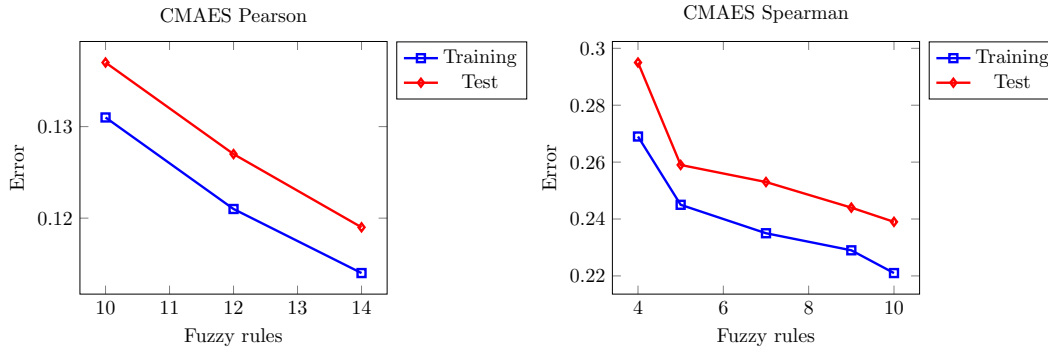 CMAES Pearson
Training
Test
0.13
0.12
Error
10 11 12 13 14
Fuzzy rules
CMAES Spearman
Training
Test
0.3
0.28
0.26
0.24
0.22
Error
4 6 8 10
Fuzzy rules